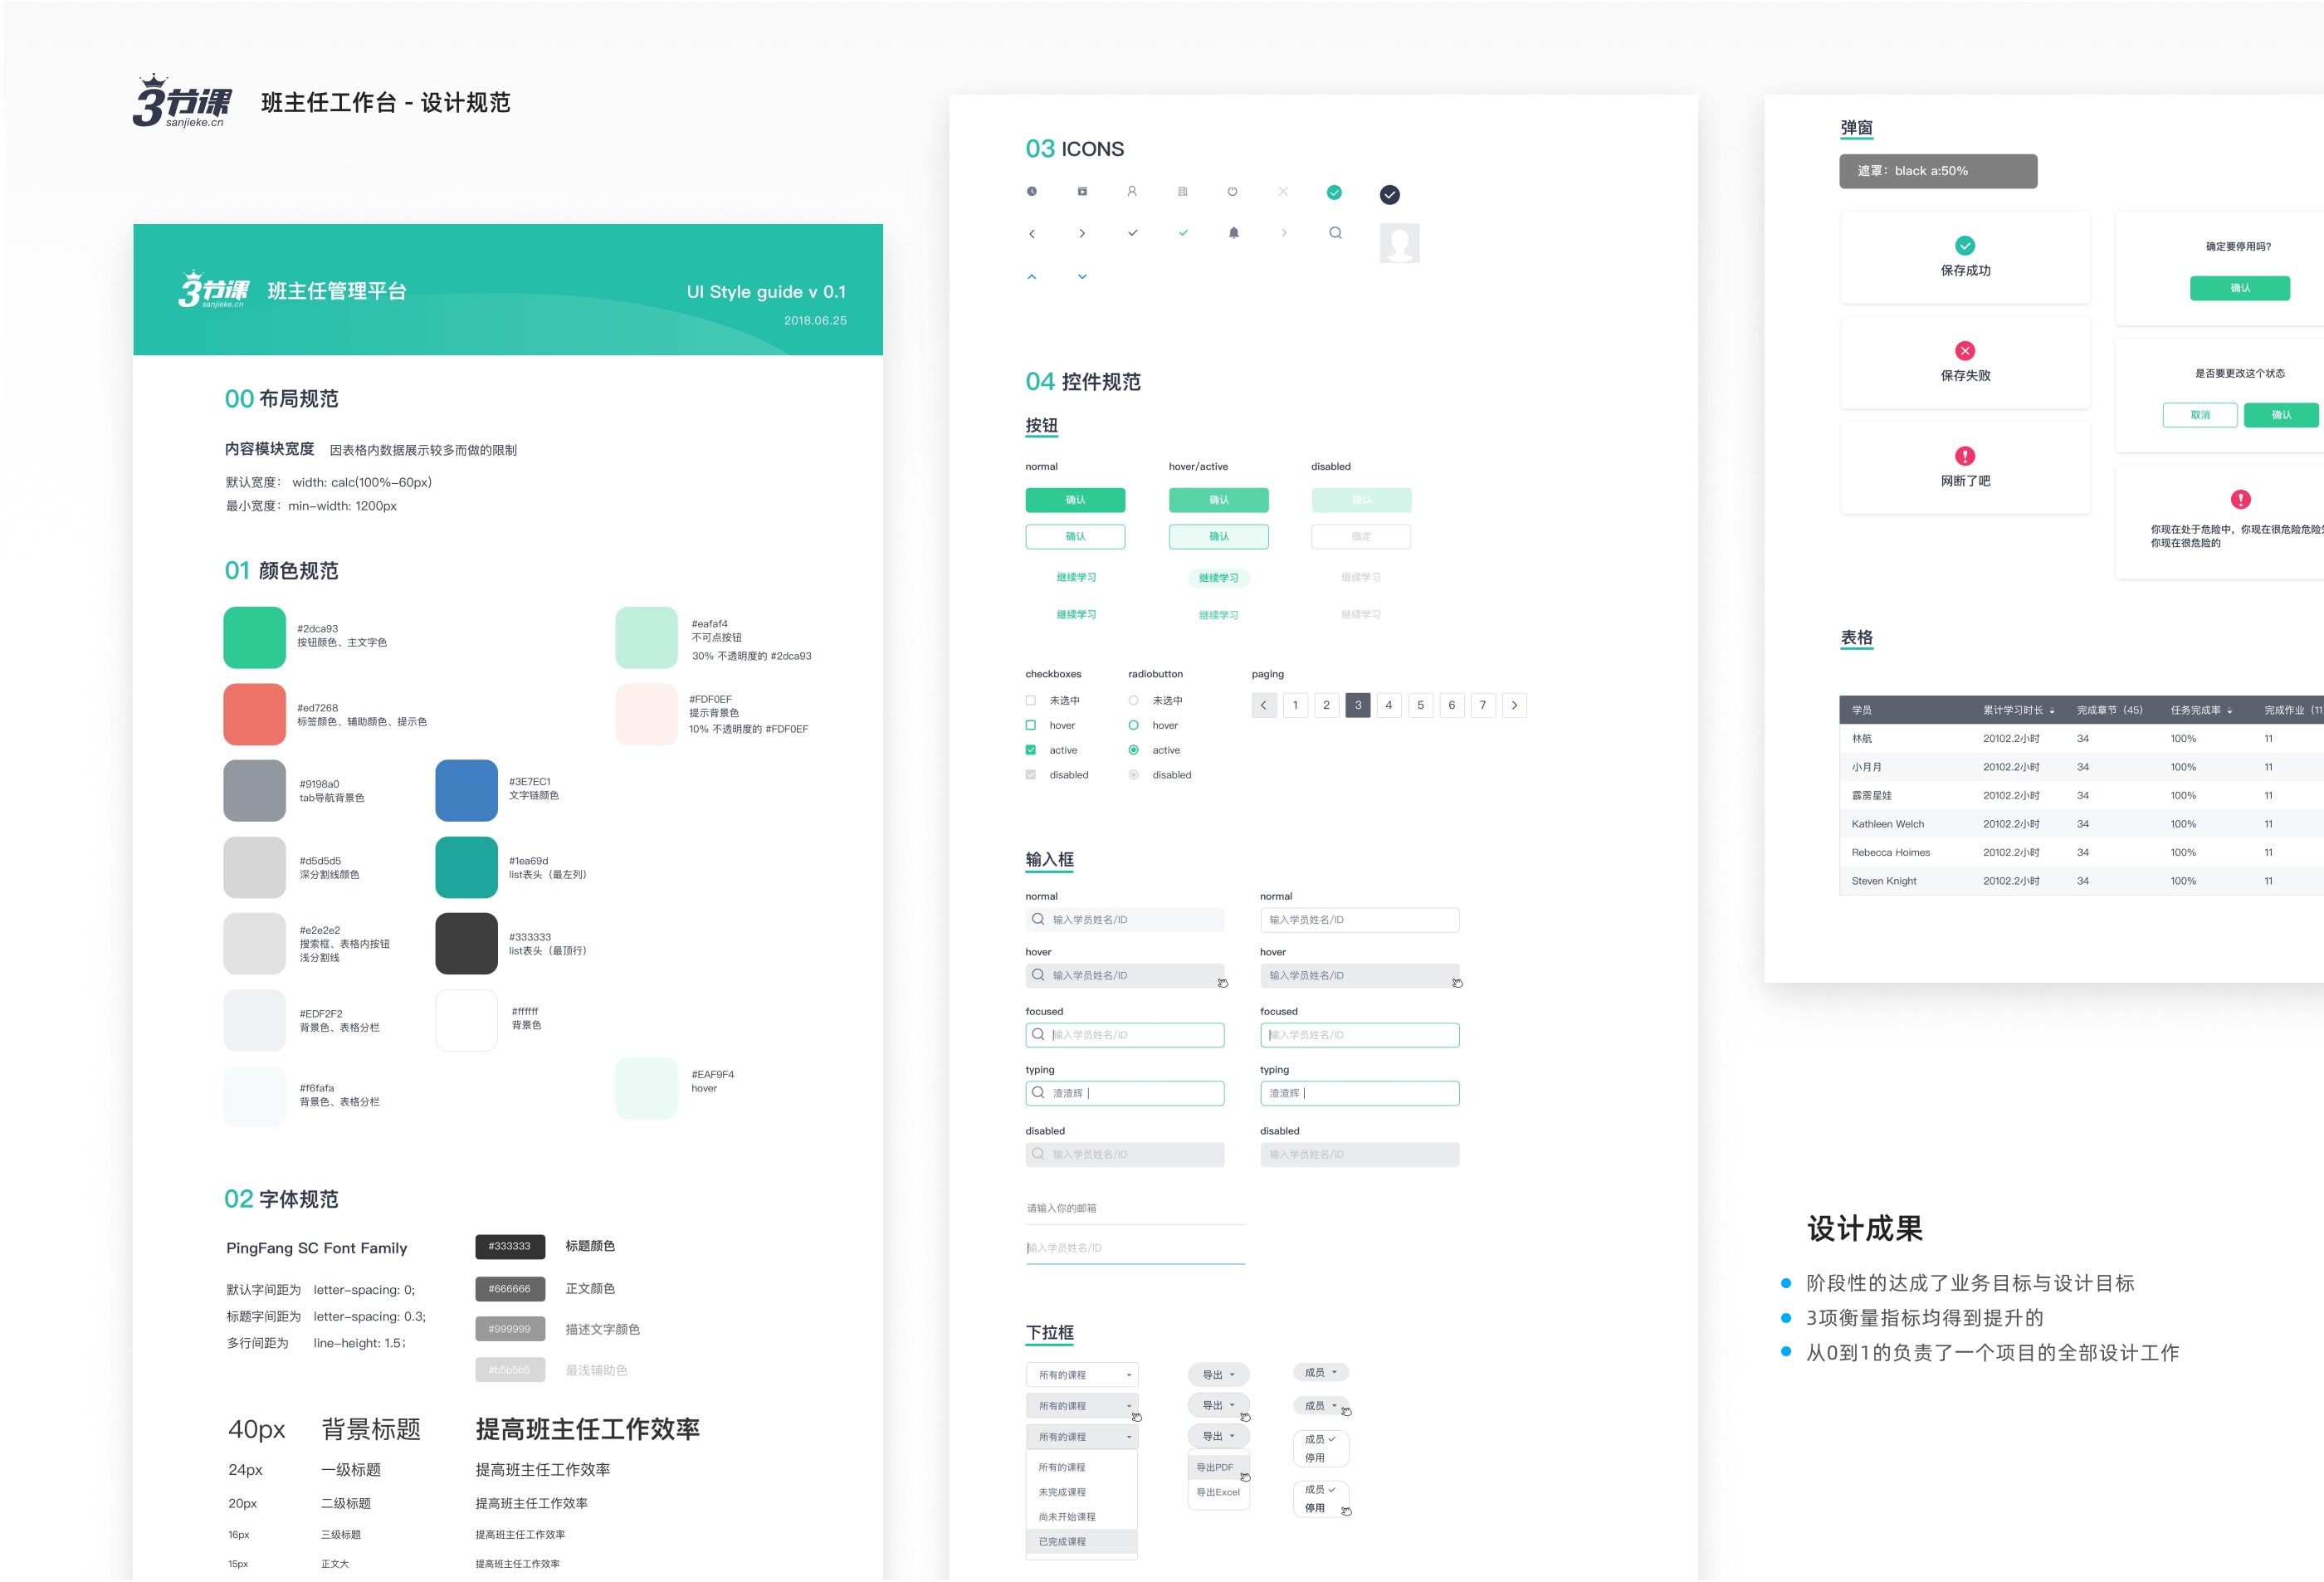 3节课
sanjieke.cn
班主任工作台 - 设计规范
3节课
sanjieke.cn
班主任管理平台
UI Style guide v 0.1
2018.06.25
00 布局规范
内容模块宽度 因表格内数据展示较多而做的限制
默认宽度： width: calc(100%-60px)
最小宽度：min-width: 1200px
01 颜色规范
#2dca93
按钮颜色、主文字色
#eafaf4
不可点按钮
30% 不透明度的 #2dca93
#ed7268
标签颜色、辅助颜色、提示色
#FDF0EF
提示背景色
10% 不透明度的 #FDF0EF
#9198a0
tab导航背景色
#3E7EC1
文字链颜色
#d5d5d5
深分割线颜色
#1ea69d
list表头（最左列）
#e2e2e2
搜索框、表格内按钮
浅分割线
#333333
list表头（最顶行）
#EDF2F2
背景色、表格分栏
#ffffff
背景色
#f6fafa
背景色、表格分栏
#EAF9F4
hover
02 字体规范
PingFang SC Font Family
默认字间距为 letter-spacing: 0;
标题字间距为 letter-spacing: 0.3;
多行间距为 line-height: 1.5;
#333333 标题颜色
#666666 正文颜色
#999999 描述文字颜色
#b5b5b5 最浅辅助色
40px 背景标题 提高班主任工作效率
24px 一级标题 提高班主任工作效率
20px 二级标题 提高班主任工作效率
16px 三级标题 提高班主任工作效率
15px 正文大 提高班主任工作效率
03 ICONS
04 控件规范
按钮
normal hover/active disabled
确认 确认 确认
确认 确认 确定
继续学习 继续学习 继续学习
继续学习 继续学习 继续学习
checkboxes
未选中
hover
active
disabled
radiobutton
未选中
hover
active
disabled
paging
1 2 3 4 5 6 7
输入框
normal normal
输入学员姓名/ID 输入学员姓名/ID
hover hover
输入学员姓名/ID 输入学员姓名/ID
focused focused
输入学员姓名/ID 输入学员姓名/ID
typing typing
渣渣辉 渣渣辉
disabled disabled
输入学员姓名/ID 输入学员姓名/ID
请输入你的邮箱
输入学员姓名/ID
下拉框
所有的课程
所有的课程
所有的课程
所有的课程
未完成课程
尚未开始课程
已完成课程
导出
导出
导出
导出PDF
导出Excel
成员
成员
成员
停用
成员
停用
弹窗
遮罩：black a:50%
保存成功
保存失败
网断了吧
确定要停用吗?
确认
是否要更改这个状态
取消 确认
你现在处于危险中，你现在很危险危险
你现在很危险的
表格
学员 累计学习时长 完成章节（45） 任务完成率 完成作业（11
林航 20102.2小时 34 100% 11
小月月 20102.2小时 34 100% 11
霹雳星娃 20102.2小时 34 100% 11
Kathleen Welch 20102.2小时 34 100% 11
Rebecca Hoimes 20102.2小时 34 100% 11
Steven Knight 20102.2小时 34 100% 11
设计成果
阶段性的达成了业务目标与设计目标
3项衡量指标均得到提升的
从0到1的负责了一个项目的全部设计工作